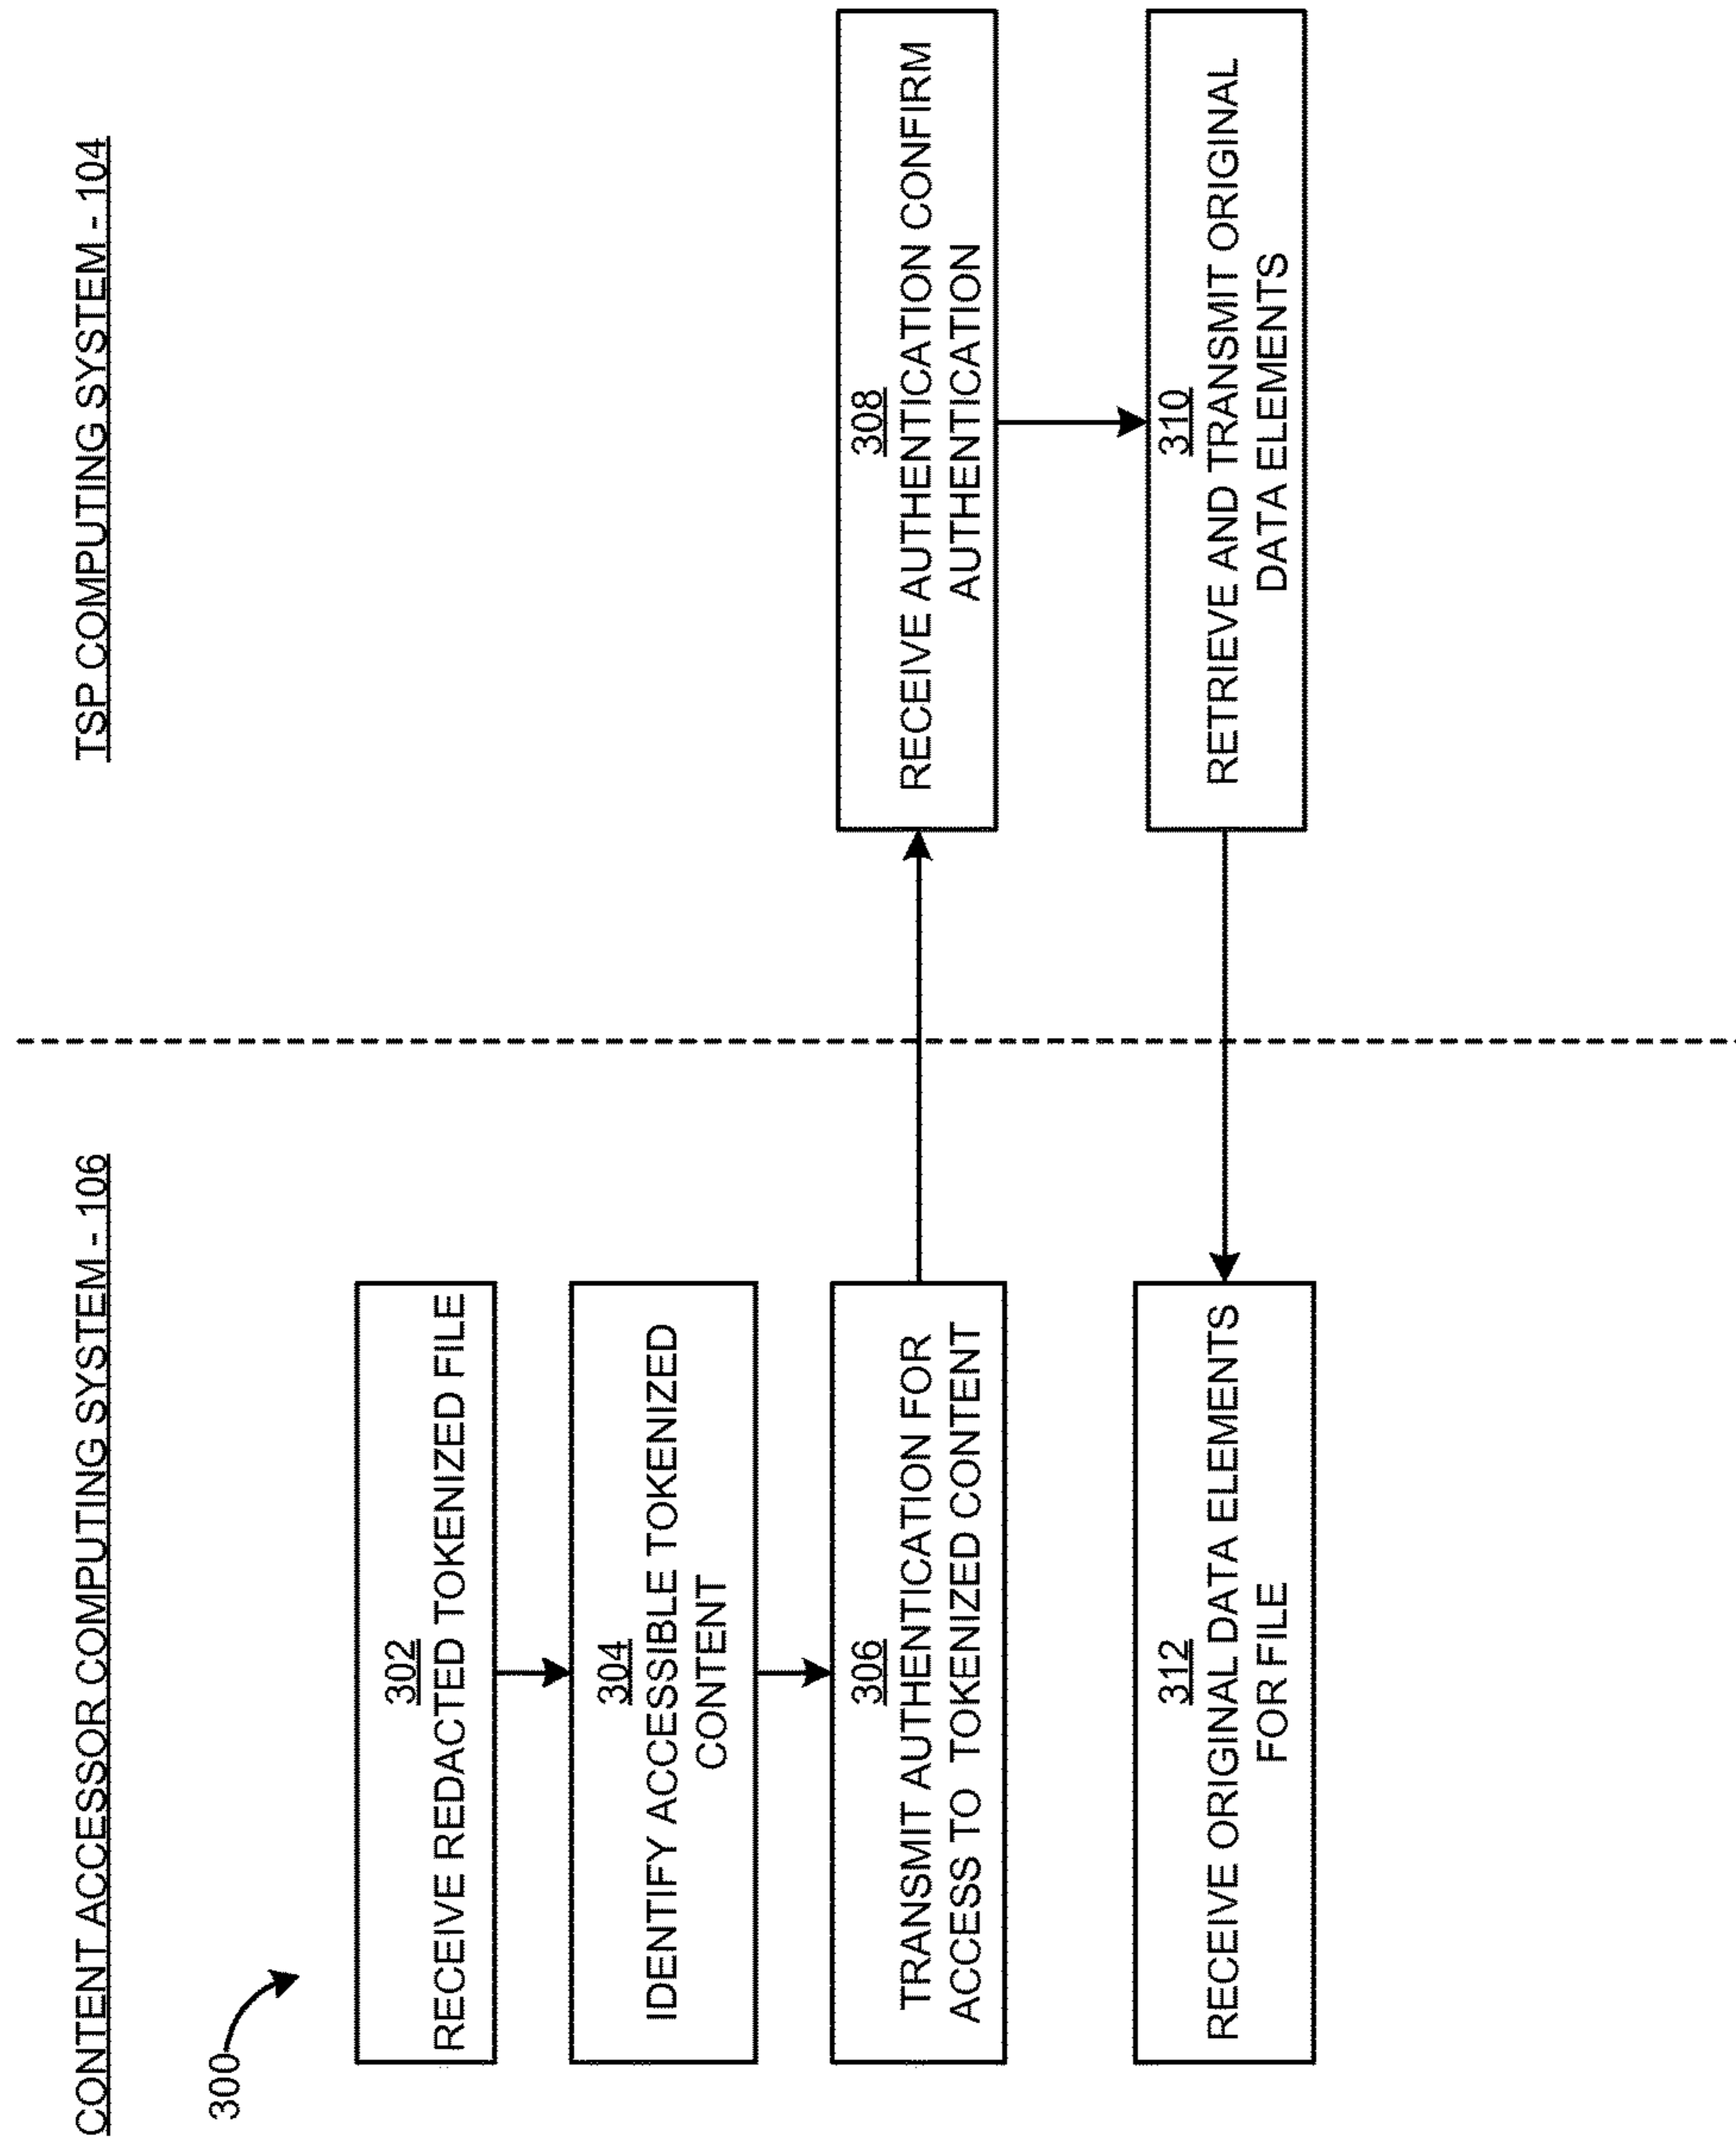 CONTENT ACCESSOR COMPUTING SYSTEM - 106
TSP COMPUTING SYSTEM - 104
300
302
RECEIVE REDACTED TOKENIZED FILE
304
IDENTIFY ACCESSIBLE TOKENIZED
CONTENT
306
TRANSMIT AUTHENTICATION FOR
ACCESS TO TOKENIZED CONTENT
308
RECEIVE AUTHENTICATION CONFIRM
AUTHENTICATION
310
RETRIEVE AND TRANSMIT ORIGINAL
DATA ELEMENTS
312
RECEIVE ORIGINAL DATA ELEMENTS
FOR FILE